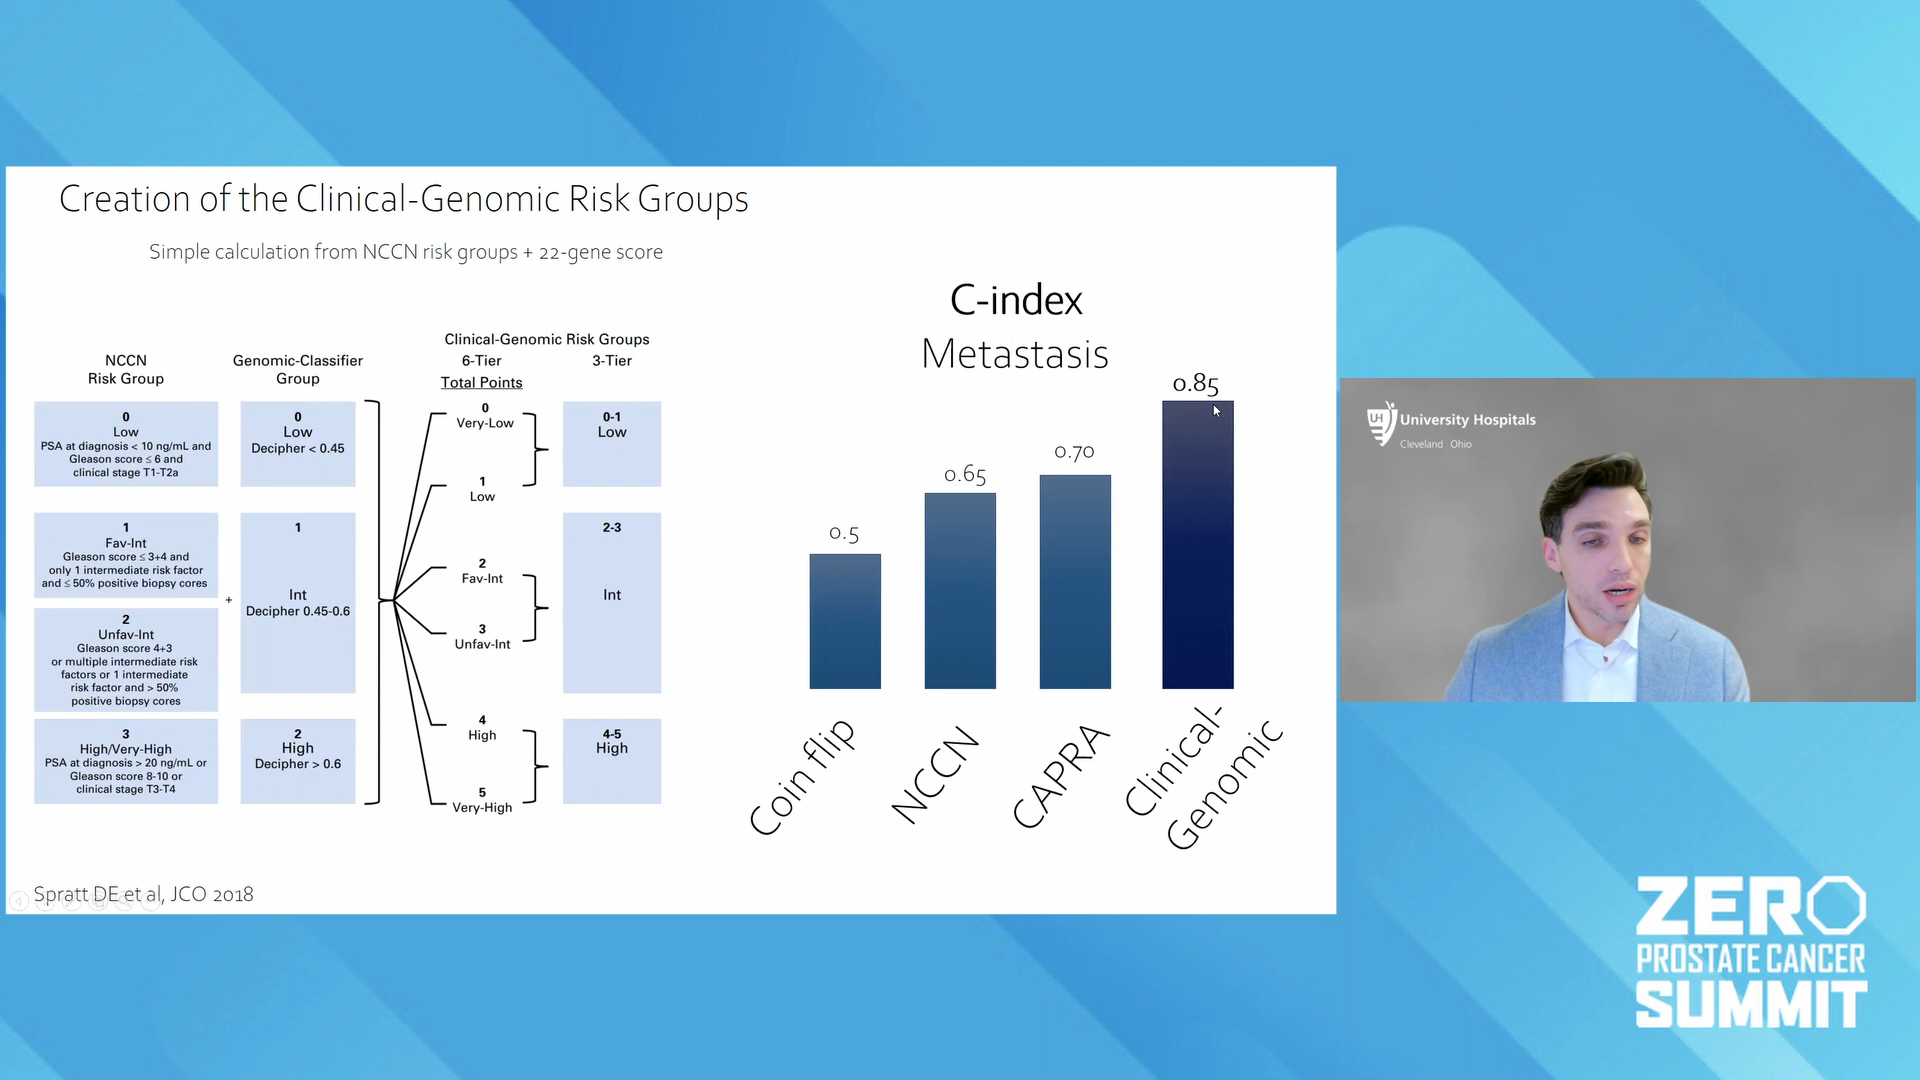 Creation of the Clinical-Genomic Risk Groups
Simple calculation from NCCN risk groups + 22-gene score
NCCN
Risk Group
Genomic-Classifier
Group
Clinical-Genomic Risk Groups
6-Tier
3-Tier
Total Points
0
Low
PSA at diagnosis < 10 ng/mL and
Gleason score ≤ 6 and
clinical stage T1-T2a
1
Fav-Int
Gleason score ≤ 3+4 and
only 1 intermediate risk factor
and ≤ 50% positive biopsy cores
2
Unfav-Int
Gleason score 4+3
or multiple intermediate risk
factors or 1 intermediate
risk factor and > 50%
positive biopsy cores
3
High/Very-High
PSA at diagnosis > 20 ng/mL or
Gleason score 8-10 or
clinical stage T3-T4
+
0
Low
Decipher < 0.45
1
Int
Decipher 0.45-0.6
2
High
Decipher > 0.6
0
Very-Low
1
Low
2
Fav-Int
3
Unfav-Int
4
High
5
Very-High
0-1
Low
2-3
Int
4-5
High
C-index
Metastasis
0.5
0.65
0.70
0.85
Coin flip
NCCN
CAPRA
Clinical-
Genomic
Spratt DE et al, JCO 2018
UH
University Hospitals
Cleveland Ohio
ZERO
PROSTATE CANCER
SUMMIT